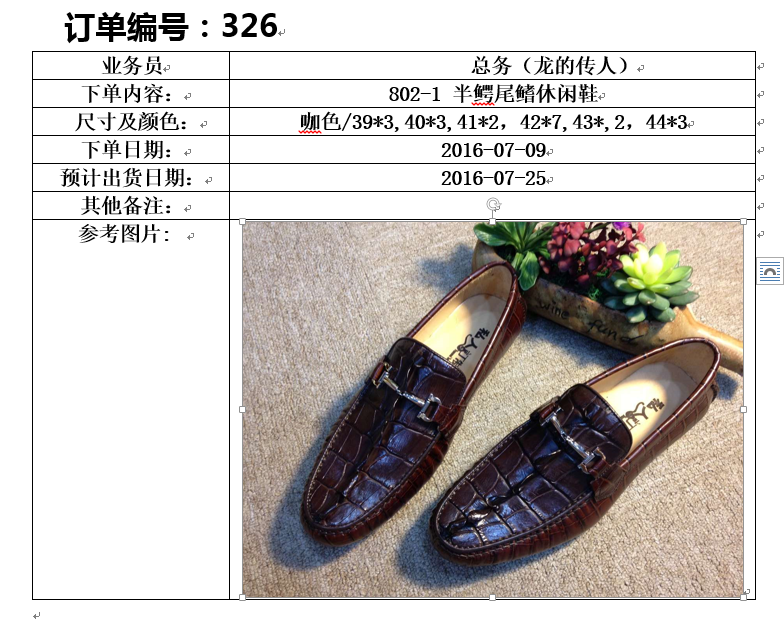 订单编号：326
业务员 总务（龙的传人）
下单内容： 802-1 半鳄尾鳍休闲鞋
尺寸及颜色： 咖色/39*3,40*3,41*2，42*7,43*,2，44*3
下单日期： 2016-07-09
预计出货日期： 2016-07-25
其他备注：
参考图片:
wine fund